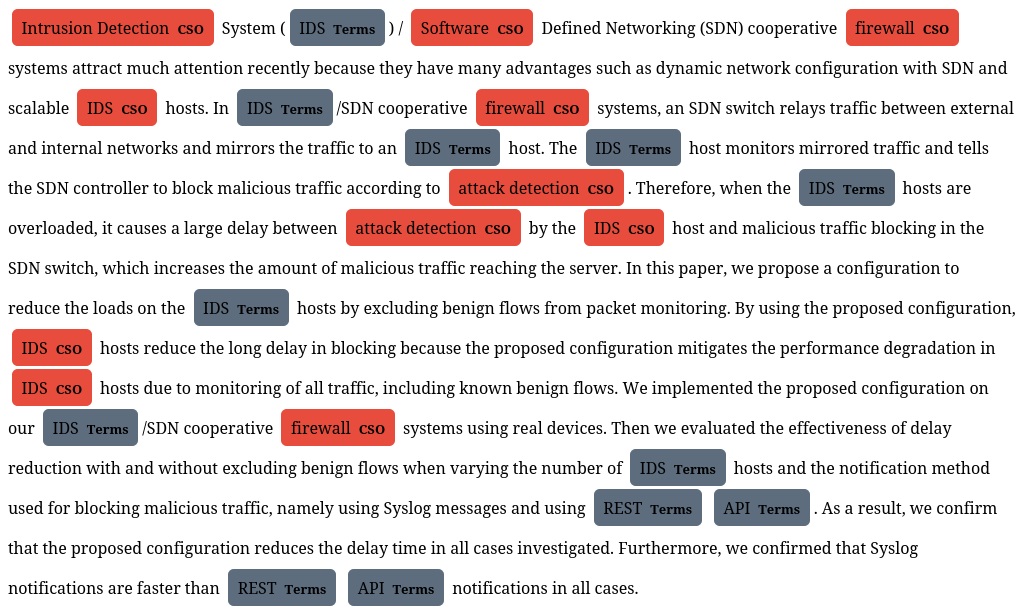 Intrusion Detection CSO System ( IDS Terms ) / Software CSO Defined Networking (SDN) cooperative firewall CSO
systems attract much attention recently because they have many advantages such as dynamic network configuration with SDN and
scalable IDS CSO hosts. In IDS Terms /SDN cooperative firewall CSO systems, an SDN switch relays traffic between external
and internal networks and mirrors the traffic to an IDS Terms host. The IDS Terms host monitors mirrored traffic and tells
the SDN controller to block malicious traffic according to attack detection CSO . Therefore, when the IDS Terms hosts are
overloaded, it causes a large delay between attack detection CSO by the IDS CSO host and malicious traffic blocking in the
SDN switch, which increases the amount of malicious traffic reaching the server. In this paper, we propose a configuration to
reduce the loads on the IDS Terms hosts by excluding benign flows from packet monitoring. By using the proposed configuration,
IDS CSO hosts reduce the long delay in blocking because the proposed configuration mitigates the performance degradation in
IDS CSO hosts due to monitoring of all traffic, including known benign flows. We implemented the proposed configuration on
our IDS Terms /SDN cooperative firewall CSO systems using real devices. Then we evaluated the effectiveness of delay
reduction with and without excluding benign flows when varying the number of IDS Terms hosts and the notification method
used for blocking malicious traffic, namely using Syslog messages and using REST Terms API Terms . As a result, we confirm
that the proposed configuration reduces the delay time in all cases investigated. Furthermore, we confirmed that Syslog
notifications are faster than REST Terms API Terms notifications in all cases.